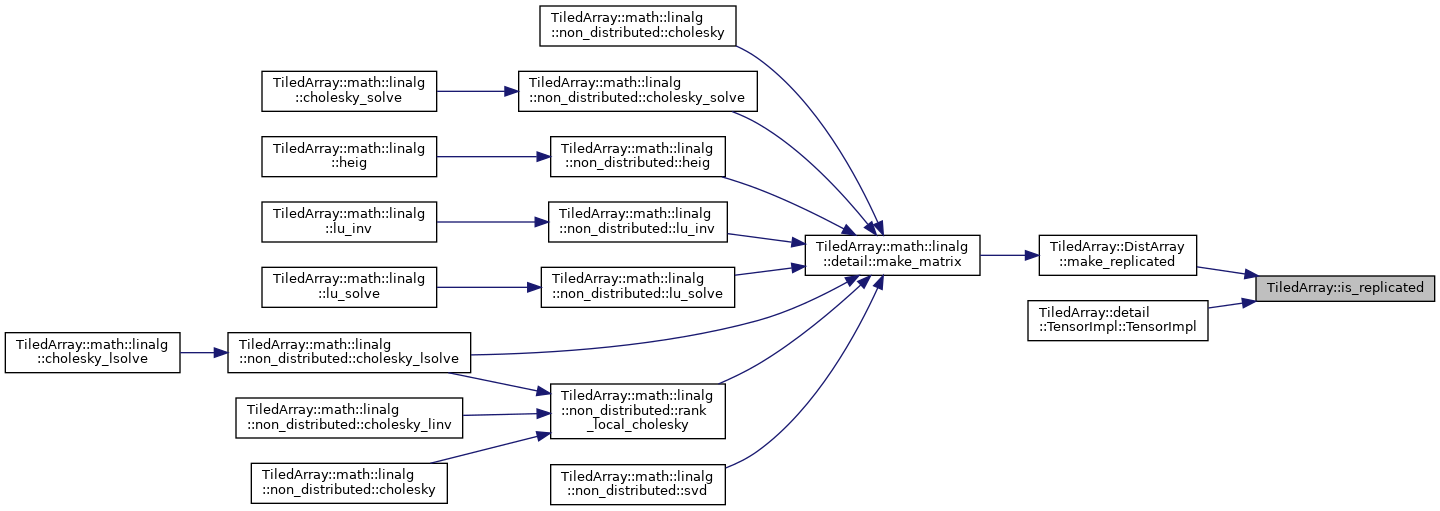 TiledArray::math::linalg
::non_distributed::cholesky
TiledArray::math::linalg
::cholesky_solve
TiledArray::math::linalg
::non_distributed::cholesky_solve
TiledArray::math::linalg
::heig
TiledArray::math::linalg
::non_distributed::heig
TiledArray::math::linalg
::lu_inv
TiledArray::math::linalg
::non_distributed::lu_inv
TiledArray::math::linalg
::detail::make_matrix
TiledArray::DistArray
::make_replicated
TiledArray::is_replicated
TiledArray::math::linalg
::lu_solve
TiledArray::math::linalg
::non_distributed::lu_solve
TiledArray::detail
::TensorImpl::TensorImpl
TiledArray::math::linalg
::cholesky_lsolve
TiledArray::math::linalg
::non_distributed::cholesky_lsolve
TiledArray::math::linalg
::non_distributed::rank
_local_cholesky
TiledArray::math::linalg
::non_distributed::cholesky_linv
TiledArray::math::linalg
::non_distributed::cholesky
TiledArray::math::linalg
::non_distributed::svd